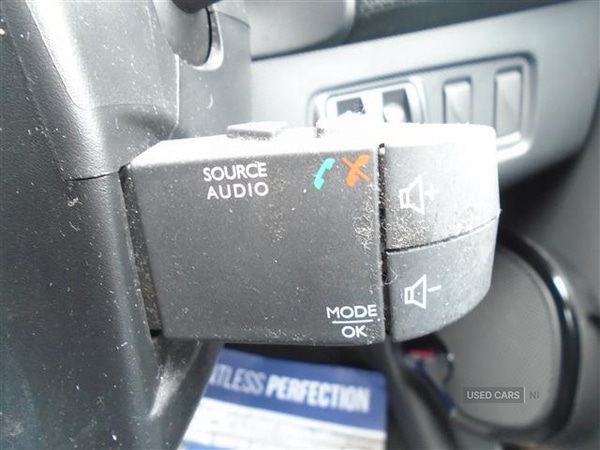 SOURCE
AUDIO
+
-
MODE
OK
TLESS PERFECTION
USED CARS NI